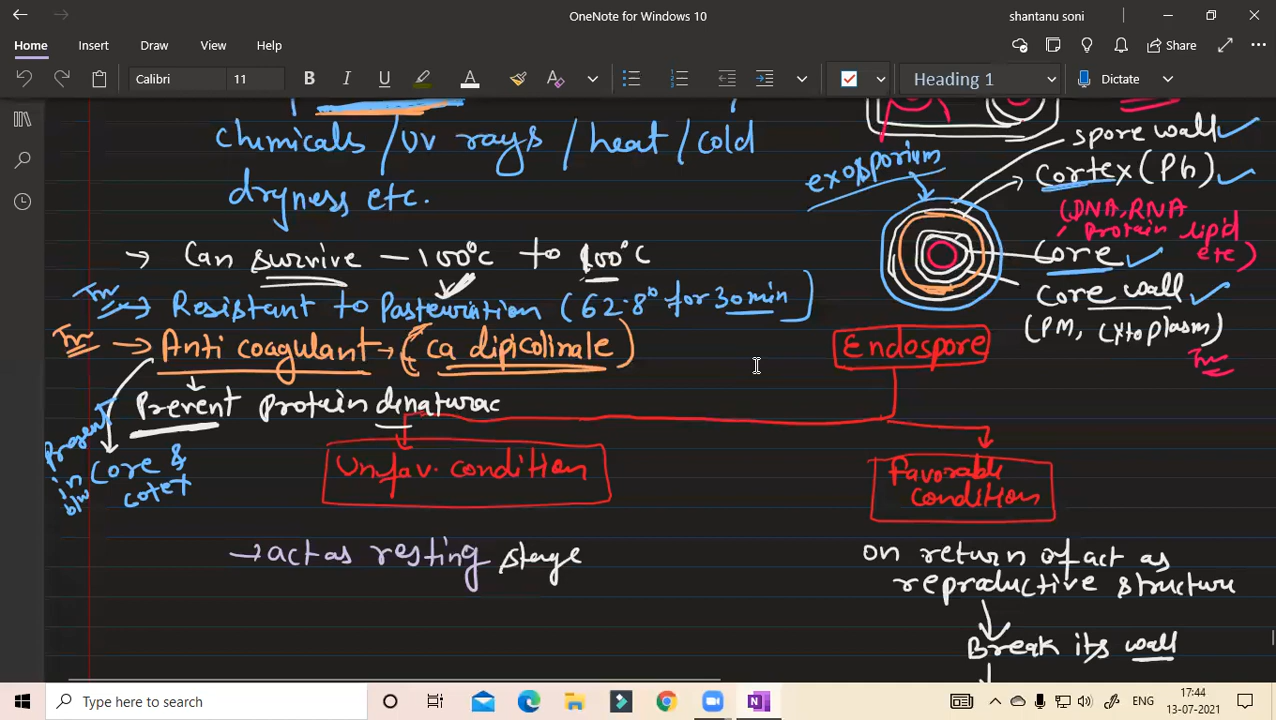 OneNote for Windows 10
shantanu soni
Home Insert Draw View Help
Share
Calibri 11 B I U A Heading 1 Dictate
chemicals / UV rays / heat / cold
dryness etc.
→ Can survive - 100°c to 100°c
Imp → Resistant to Pasteuriation (62.8° for 30 min)
Imp → Anti coagulant → (ca dipicolinale)
Prevent protein dinaturac
Present in b/w
Core &
cotex
spore wall
exosporium
Cortex (Ph)
(DNA, RNA
Protein lipid
etc)
Core
Core wall
(PM, Cytoplasm)
Imp
Endospore
Unfav. condition
favorable
condition
→ act as resting stage
on return of act as
reproductive structure
Break its wall
Type here to search
ENG
17:44
13-07-2021